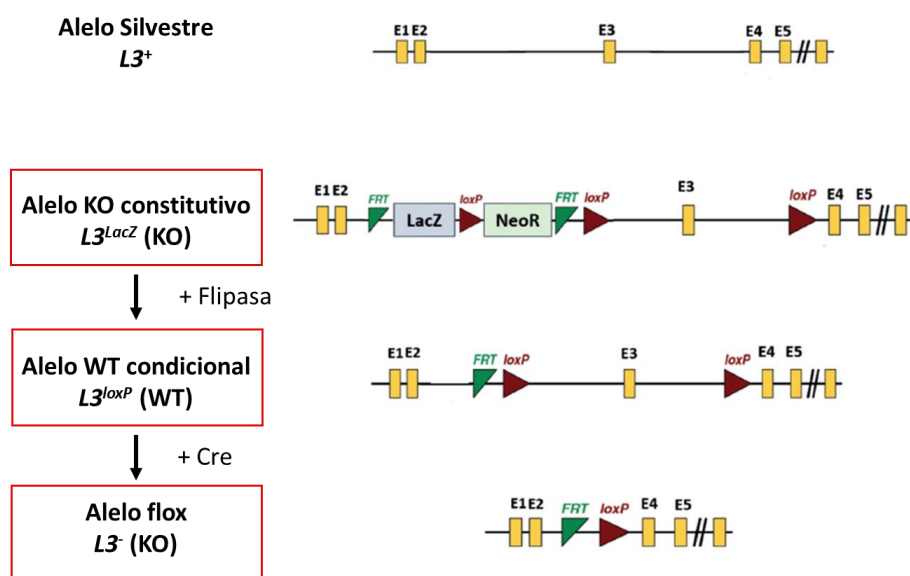 Alelo Silvestre
L3+
E1 E2 E3 E4 E5
Alelo KO constitutivo
L3LacZ (KO)
E1 E2 FRT LacZ loxP NeoR FRT loxP E3 loxP E4 E5
+ Flipasa
Alelo WT condicional
L3loxP (WT)
E1 E2 FRT loxP E3 loxP E4 E5
+ Cre
Alelo flox
L3- (KO)
E1 E2 FRT loxP E4 E5